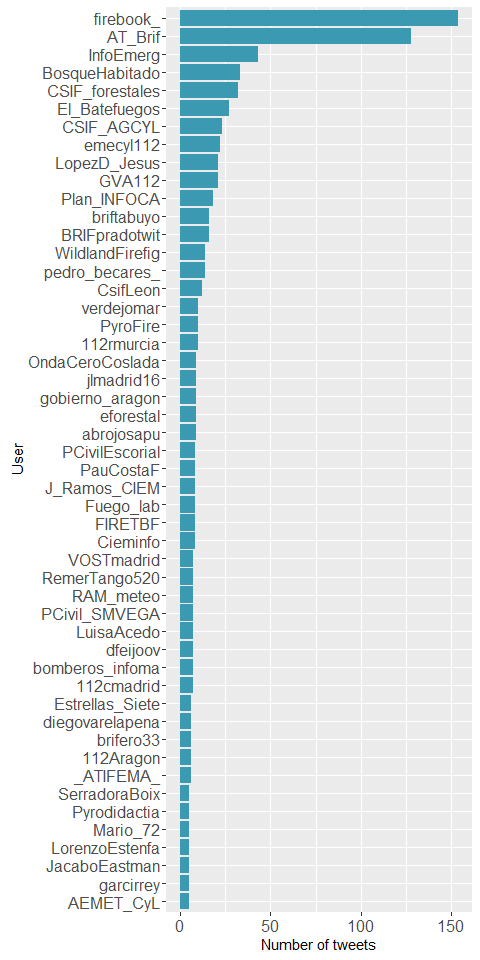 firebook_
AT_Brif
InfoEmerg
BosqueHabitado
CSIF_forestales
El_Batefuegos
CSIF_AGCYL
emecyl112
LopezD_Jesus
GVA112
Plan_INFOCA
briftabuyo
BRIFpradotwit
WildlandFirefig
pedro_becares_
CsifLeon
verdejomar
PyroFire
112rmurcia
OndaCeroCoslada
jlmadrid16
gobierno_aragon
eforestal
abrojosapu
PCivilEscorial
PauCostaF
J_Ramos_CIEM
Fuego_lab
FIRETBF
Cieminfo
VOSTmadrid
RemerTango520
RAM_meteo
PCivil_SMVEGA
LuisaAcedo
dfeijoov
bomberos_infoma
112cmadrid
Estrellas_Siete
diegovarelapena
brifero33
112Aragon
_ATIFEMA_
SerradoraBoix
Pyrodidactia
Mario_72
LorenzoEstenfa
JacaboEastman
garcirrey
AEMET_CyL
User
0 50 100 150
Number of tweets